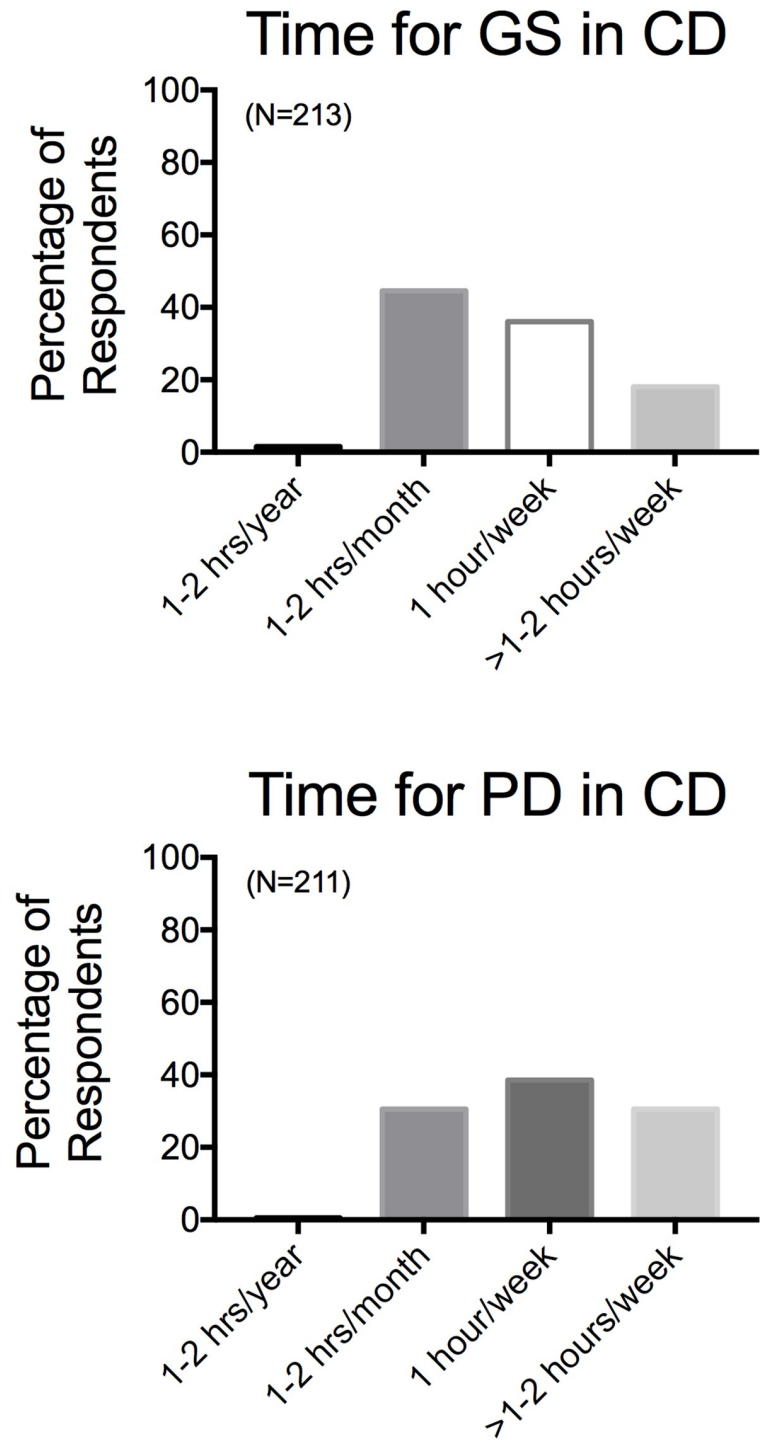 Time for GS in CD
(N=213)
Percentage of
Respondents
100
80
60
40
20
0
1-2 hrs/year
1-2 hrs/month
1 hour/week
>1-2 hours/week
Time for PD in CD
(N=211)
Percentage of
Respondents
100
80
60
40
20
0
1-2 hrs/year
1-2 hrs/month
1 hour/week
>1-2 hours/week